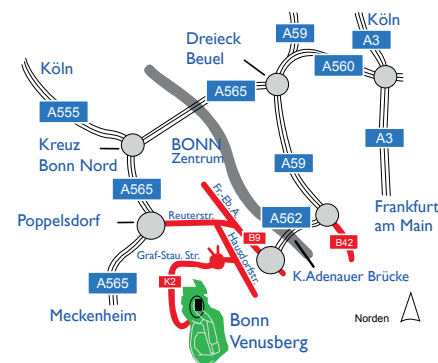 A59
Köln
A3
Dreieck
Beuel
A560
Köln
A565
A555
Kreuz
Bonn Nord
BONN
Zentrum
A59
A3
A565
Fr.-Eb.A.
Frankfurt
am Main
Poppelsdorf
Reuterstr.
A562
B9
B42
Graf-Stau. Str.
Hausdorfstr.
K.Adenauer Brücke
A565
K2
Meckenheim
Bonn
Venusberg
Norden